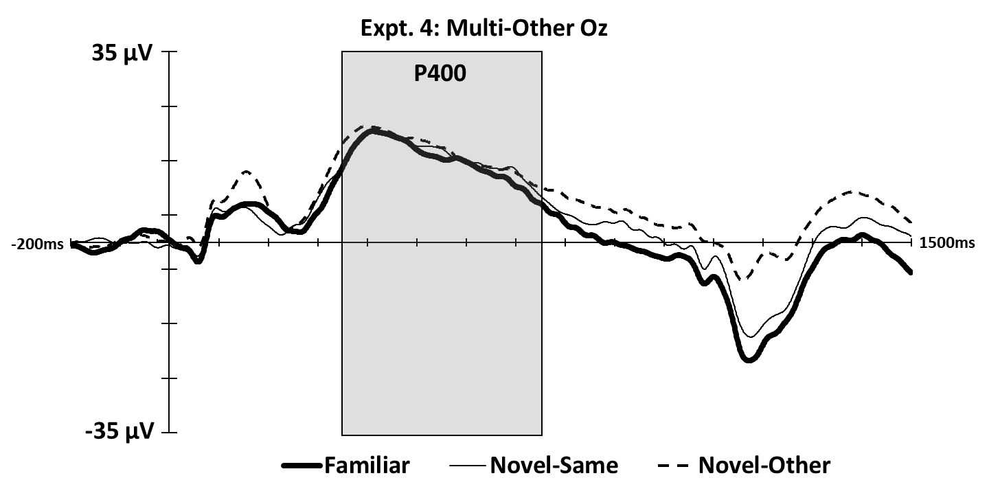 Expt. 4: Multi-Other Oz
35 µV
P400
-200ms
1500ms
-35 µV
Familiar Novel-Same Novel-Other